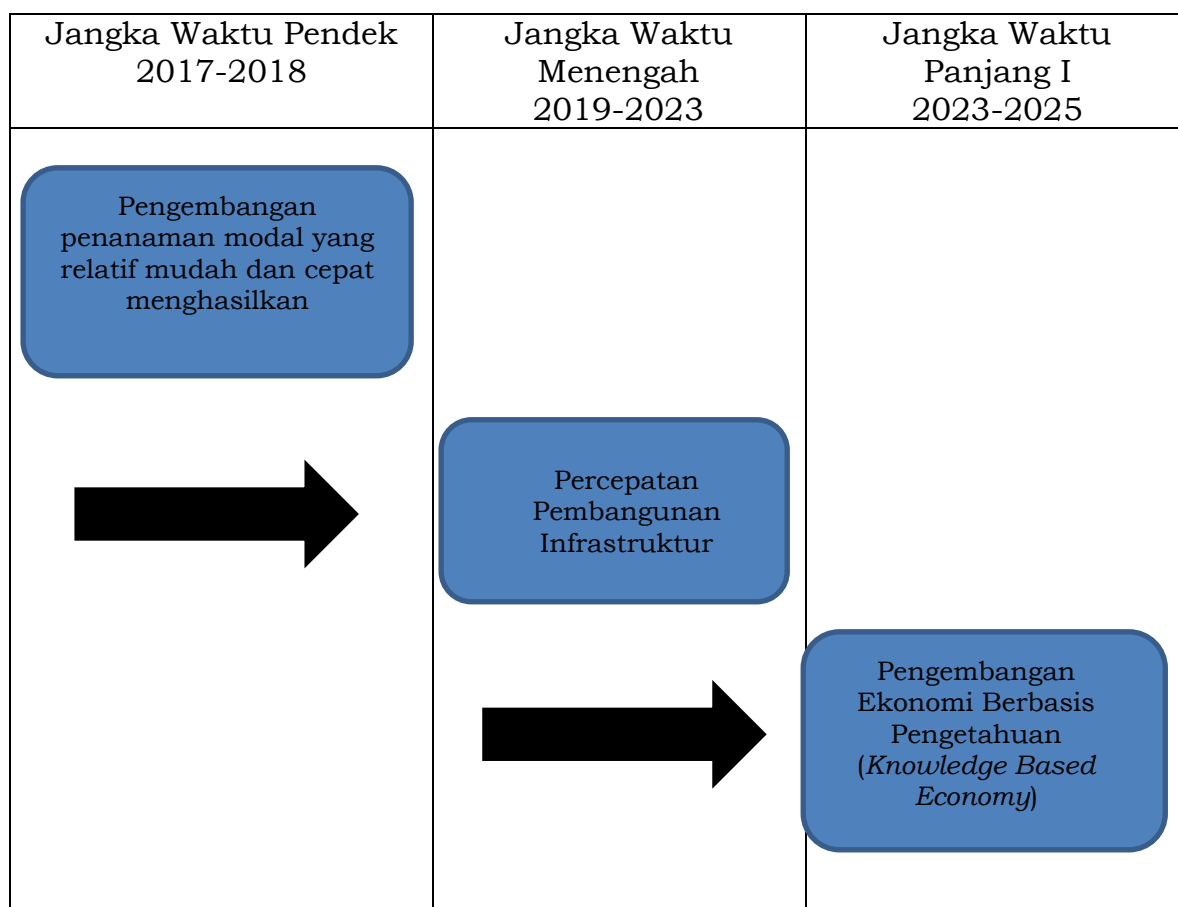 Jangka Waktu Pendek
2017-2018
Jangka Waktu
Menengah
2019-2023
Jangka Waktu
Panjang I
2023-2025
Pengembangan
penanaman modal yang
relatif mudah dan cepat
menghasilkan
Percepatan
Pembangunan
Infrastruktur
Pengembangan
Ekonomi Berbasis
Pengetahuan
(Knowledge Based
Economy)